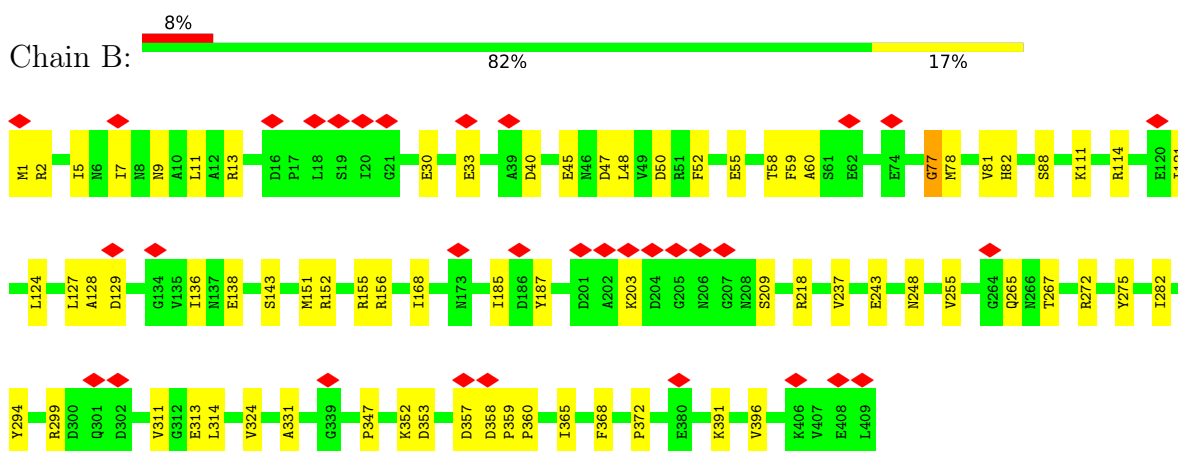 8%
Chain B:
82% 17%
M1 R2 I5 N6 I7 N8 N9 A10 L11 A12 R13 D16 P17 L18 S19 I20 G21 E30 E33 A39 D40 E45 N46 D47 L48 V49 D50 R51 F52 E55 T58 F59 A60 S61 E62 E74 G77 M78 V81 H82 S88 K111 R114 E120 I121
L124 L127 A128 D129 G134 V135 I136 N137 E138 S143 M151 R152 R155 R156 I168 N173 I185 D186 Y187 D201 A202 K203 D204 G205 N206 G207 N208 S209 R218 V237 E243 N248 V255 G264 Q265 N266 T267 R272 Y275 I282
Y294 R299 D300 Q301 D302 V311 G312 E313 L314 V324 A331 G339 P347 K352 D353 D357 D358 P359 P360 I365 F368 P372 E380 K391 V396 K406 V407 E408 L409